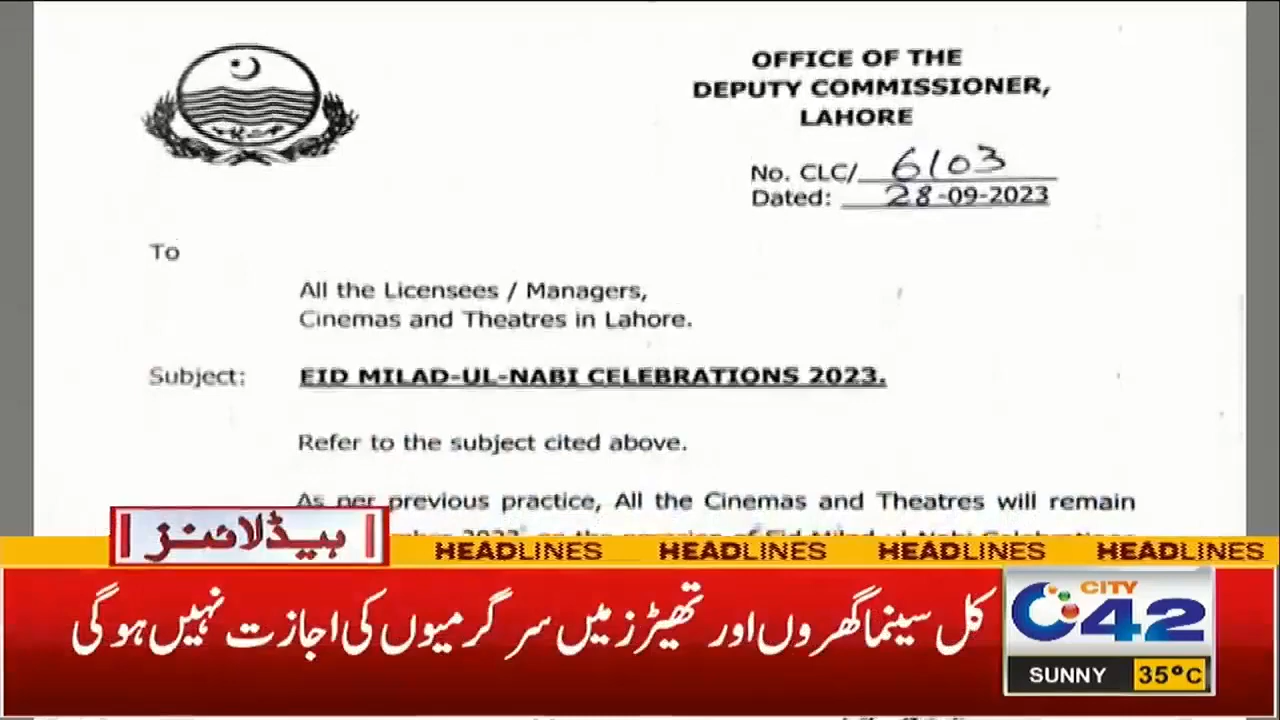 OFFICE OF THE
DEPUTY COMMISSIONER,
LAHORE
No. CLC/ 6103
Dated: 28-09-2023
To
All the Licensees / Managers,
Cinemas and Theatres in Lahore.
Subject: EID MILAD-UL-NABI CELEBRATIONS 2023.
Refer to the subject cited above.
As per previous practice, All the Cinemas and Theatres will remain
ہیڈلائنز
HEADLINES HEADLINES HEADLINES HEADLINES
کل سینما گھروں اور تھیٹرز میں سرگرمیوں کی اجازت نہیں ہوگی
CITY
42
SUNNY 35°C